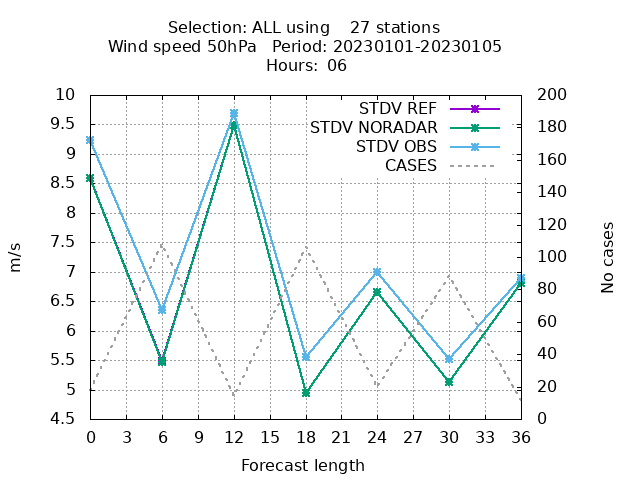 Selection: ALL using    27 stations
Wind speed 50hPa   Period: 20230101-20230105
Hours:  06
STDV REF
STDV NORADAR
STDV OBS
CASES
10
9.5
9
8.5
8
7.5
7
6.5
6
5.5
5
4.5
m/s
200
180
160
140
120
100
80
60
40
20
0
No cases
0 3 6 9 12 15 18 21 24 27 30 33 36
Forecast length